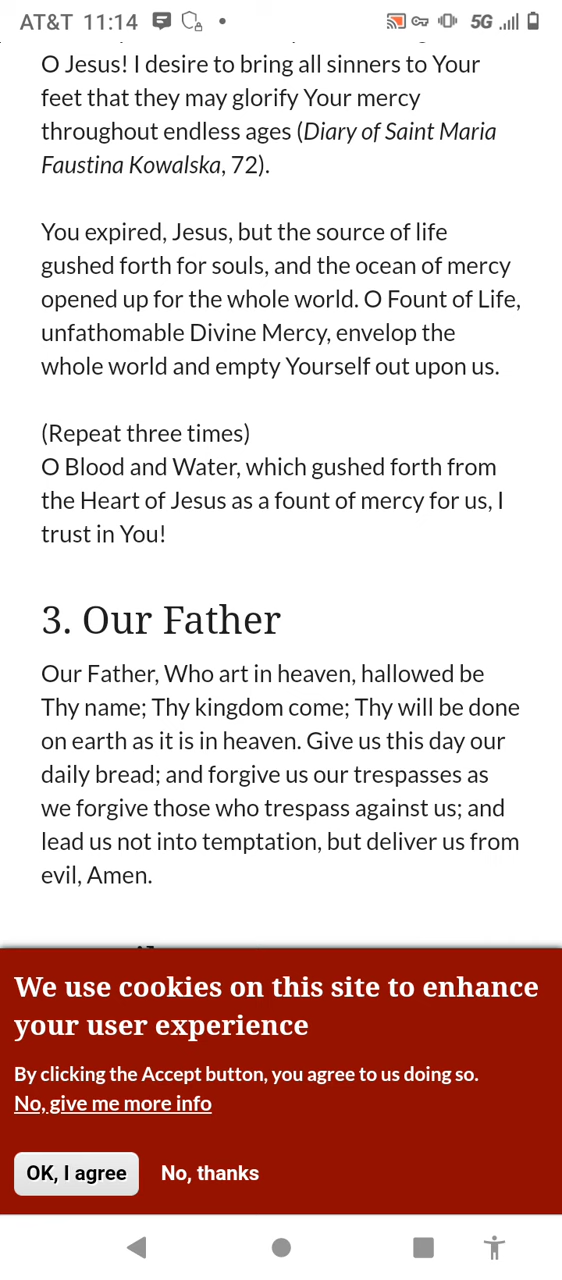 AT&T 11:14 5G
O Jesus! I desire to bring all sinners to Your
feet that they may glorify Your mercy
throughout endless ages (Diary of Saint Maria
Faustina Kowalska, 72).
You expired, Jesus, but the source of life
gushed forth for souls, and the ocean of mercy
opened up for the whole world. O Fount of Life,
unfathomable Divine Mercy, envelop the
whole world and empty Yourself out upon us.
(Repeat three times)
O Blood and Water, which gushed forth from
the Heart of Jesus as a fount of mercy for us, I
trust in You!
3. Our Father
Our Father, Who art in heaven, hallowed be
Thy name; Thy kingdom come; Thy will be done
on earth as it is in heaven. Give us this day our
daily bread; and forgive us our trespasses as
we forgive those who trespass against us; and
lead us not into temptation, but deliver us from
evil, Amen.
We use cookies on this site to enhance
your user experience
By clicking the Accept button, you agree to us doing so.
No, give me more info
OK, I agree No, thanks